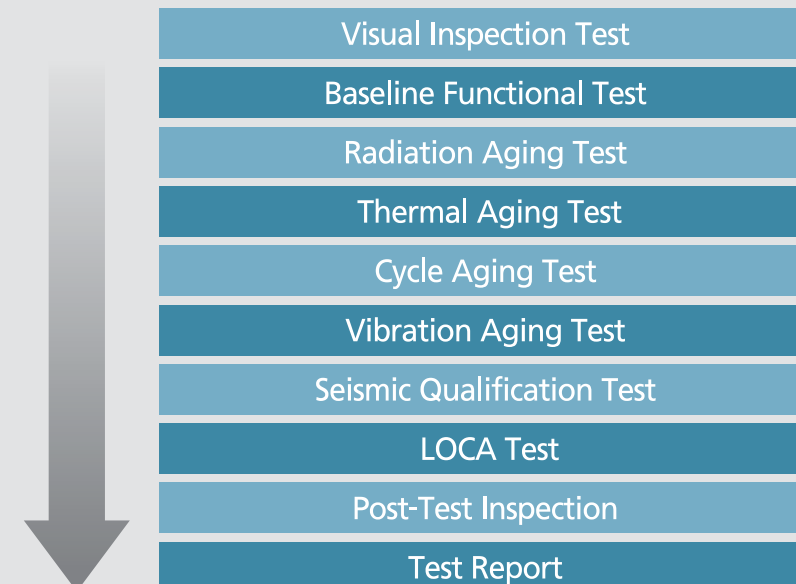 Visual Inspection Test
Baseline Functional Test
Radiation Aging Test
Thermal Aging Test
Cycle Aging Test
Vibration Aging Test
Seismic Qualification Test
LOCA Test
Post-Test Inspection
Test Report